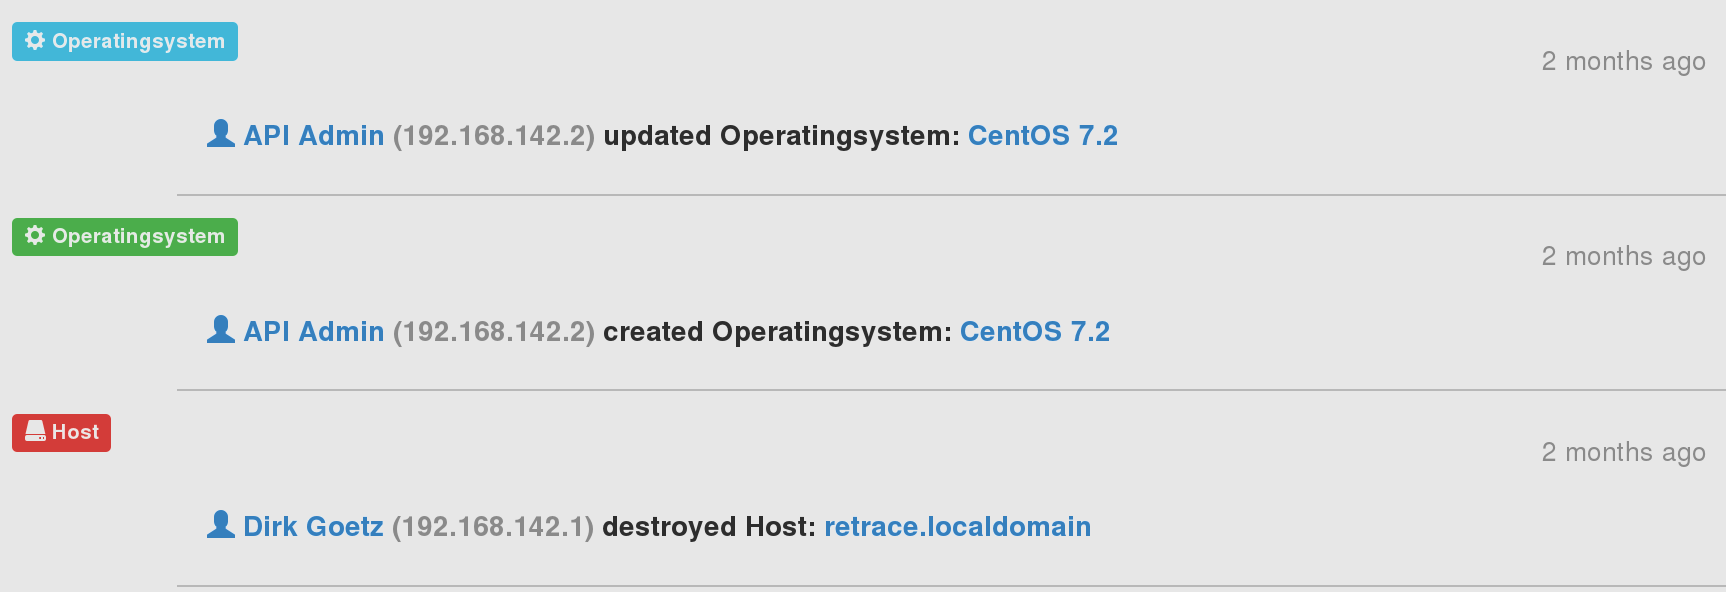 Operatingsystem
2 months ago
API Admin (192.168.142.2) updated Operatingsystem: CentOS 7.2
Operatingsystem
2 months ago
API Admin (192.168.142.2) created Operatingsystem: CentOS 7.2
Host
2 months ago
Dirk Goetz (192.168.142.1) destroyed Host: retrace.localdomain